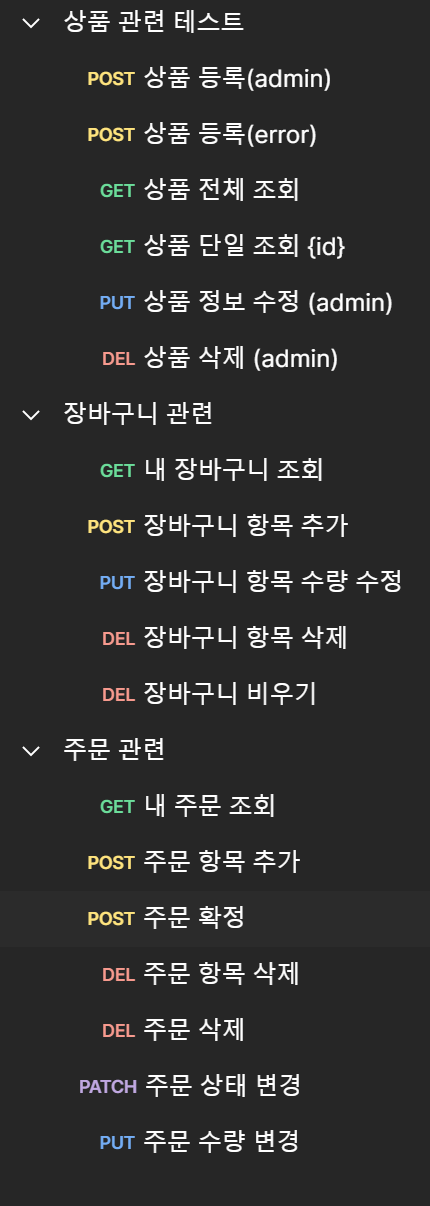 상품 관련 테스트
POST 상품 등록(admin)
POST 상품 등록(error)
GET 상품 전체 조회
GET 상품 단일 조회 {id}
PUT 상품 정보 수정 (admin)
DEL 상품 삭제 (admin)
장바구니 관련
GET 내 장바구니 조회
POST 장바구니 항목 추가
PUT 장바구니 항목 수량 수정
DEL 장바구니 항목 삭제
DEL 장바구니 비우기
주문 관련
GET 내 주문 조회
POST 주문 항목 추가
POST 주문 확정
DEL 주문 항목 삭제
DEL 주문 삭제
PATCH 주문 상태 변경
PUT 주문 수량 변경